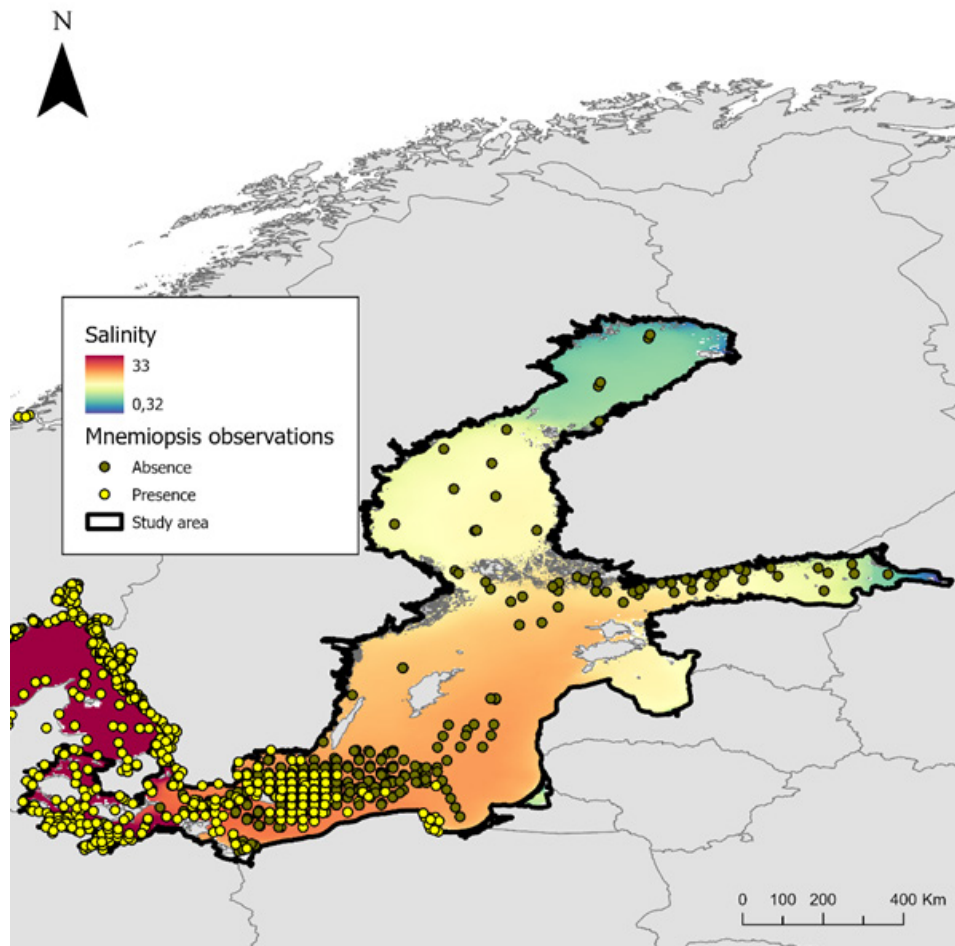 N
Salinity
33
0,32
Mnemiopsis observations
Absence
Presence
Study area
0 100 200 400 Km